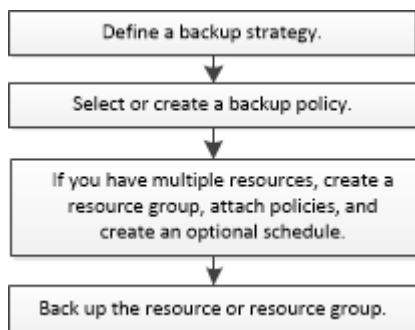 Define a backup strategy.
Select or create a backup policy.
If you have multiple resources, create a
resource group, attach policies, and
create an optional schedule.
Back up the resource or resource group.